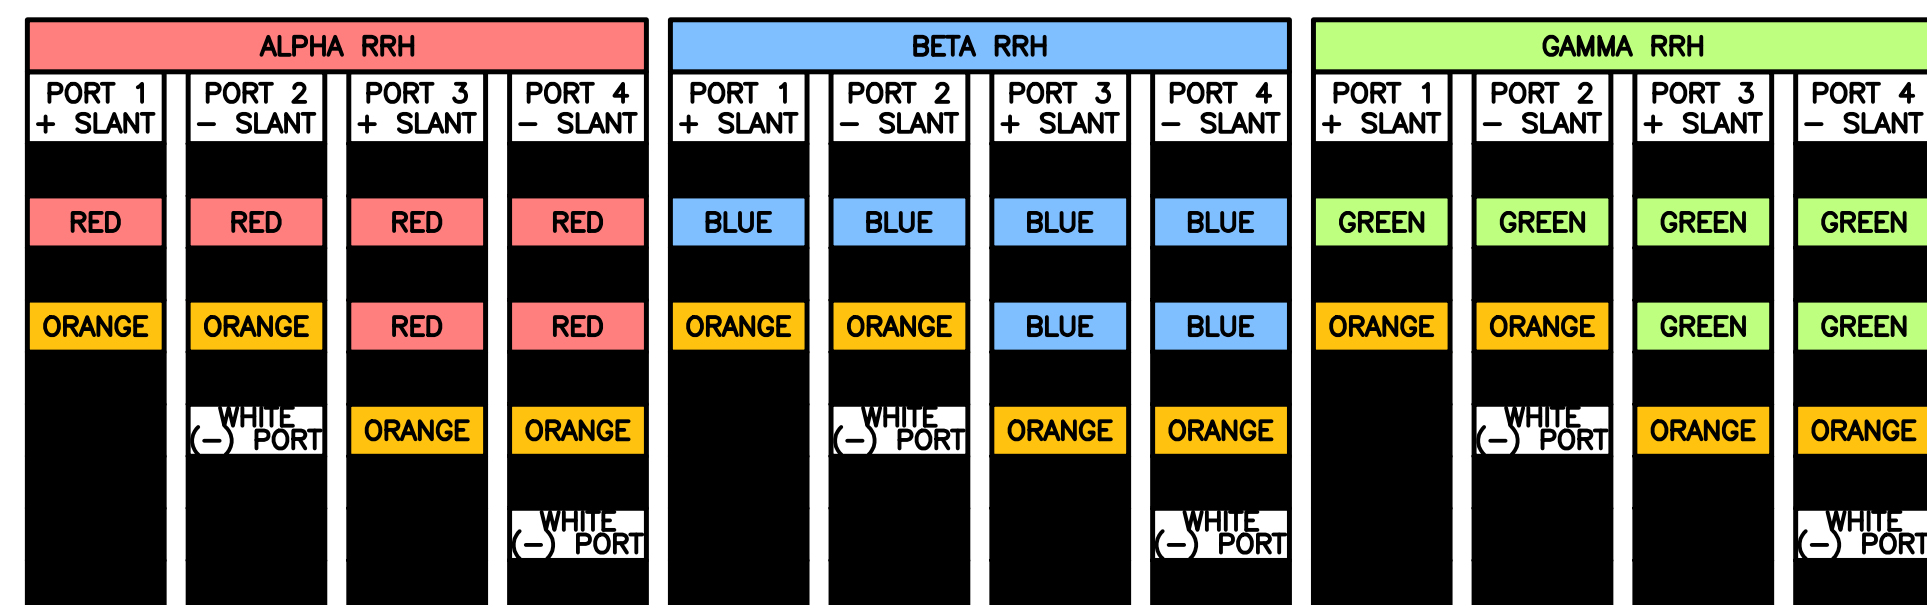 ALPHA RRH BETA RRH GAMMA RRH
PORT 1 PORT 2 PORT 3 PORT 4 PORT 1 PORT 2 PORT 3 PORT 4 PORT 1 PORT 2 PORT 3 PORT 4
+ SLANT - SLANT + SLANT - SLANT + SLANT - SLANT + SLANT - SLANT + SLANT - SLANT + SLANT - SLANT
RED RED RED RED BLUE BLUE BLUE BLUE GREEN GREEN GREEN GREEN
ORANGE ORANGE RED RED ORANGE ORANGE BLUE BLUE ORANGE ORANGE GREEN GREEN
WHITE WHITE WHITE
(-) PORT ORANGE ORANGE (-) PORT ORANGE ORANGE (-) PORT ORANGE ORANGE
WHITE WHITE WHITE
(-) PORT (-) PORT (-) PORT